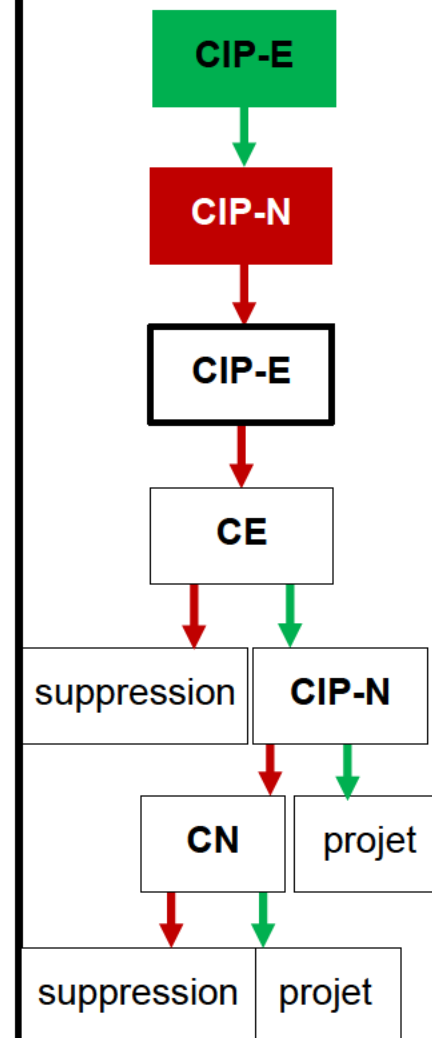 CIP-E
CIP-N
CIP-E
CE
suppression CIP-N
CN projet
suppression projet